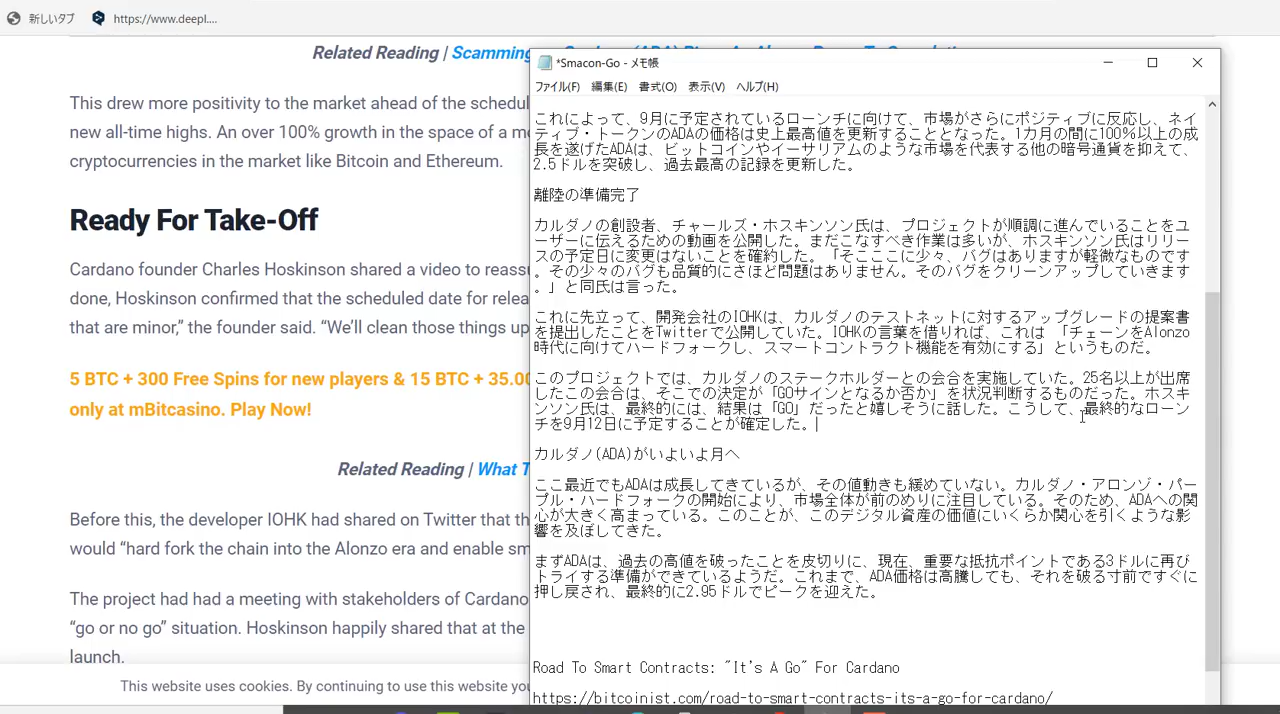 新しいタブ
https://www.deepl....
Related Reading | Scamming
This drew more positivity to the market ahead of the schedul
new all-time highs. An over 100% growth in the space of a mo
cryptocurrencies in the market like Bitcoin and Ethereum.
Ready For Take-Off
Cardano founder Charles Hoskinson shared a video to reassu
done, Hoskinson confirmed that the scheduled date for relea
that are minor,” the founder said. “We’ll clean those things up
5 BTC + 300 Free Spins for new players & 15 BTC + 35.00
only at mBitcasino. Play Now!
Related Reading | What T
Before this, the developer IOHK had shared on Twitter that th
would “hard fork the chain into the Alonzo era and enable sm
The project had had a meeting with stakeholders of Cardano
“go or no go” situation. Hoskinson happily shared that at the
launch.
This website uses cookies. By continuing to use this website you
*Smacon-Go - メモ帳
ファイル(F) 編集(E) 書式(O) 表示(V) ヘルプ(H)
これによって、9月に予定されているローンチに向けて、市場がさらにポジティブに反応し、ネイ
ティブ・トークンのADAの価格は史上最高値を更新することとなった。1カ月の間に100%以上の成
長を遂げたADAは、ビットコインやイーサリアムのような市場を代表する他の暗号通貨を抑えて、
2.5ドルを突破し、過去最高の記録を更新した。
離陸の準備完了
カルダノの創設者、チャールズ・ホスキンソン氏は、プロジェクトが順調に進んでいることをユ
ーザーに伝えるための動画を公開した。まだこなすべき作業は多いが、ホスキンソン氏はリリー
スの予定日に変更はないことを確約した。「そこここに少々、バグはありますが軽微なものです
。その少々のバグも品質的にさほど問題はありません。そのバグをクリーンアップしていきます
。」と同氏は言った。
これに先立って、開発会社のIOHKは、カルダノのテストネットに対するアップグレードの提案書
を提出したことをTwitterで公開していた。IOHKの言葉を借りれば、これは 「チェーンをAlonzo
時代に向けてハードフォークし、スマートコントラクト機能を有効にする」というものだ。
このプロジェクトでは、カルダノのステークホルダーとの会合を実施していた。25名以上が出席
したこの会合は、そこでの決定が「GOサインとなるか否か」を状況判断するものだった。ホスキ
ンソン氏は、最終的には、結果は「GO」だったと嬉しそうに話した。こうして、最終的なローン
チを9月12日に予定することが確定した。
カルダノ(ADA)がいよいよ月へ
ここ最近でもADAは成長してきているが、その値動きも緩めていない。カルダノ・アロンゾ・パー
プル・ハードフォークの開始により、市場全体が前のめりに注目している。そのため、ADAへの関
心が大きく高まっている。このことが、このデジタル資産の価値にいくらか関心を引くような影
響を及ぼしてきた。
まずADAは、過去の高値を破ったことを皮切りに、現在、重要な抵抗ポイントである3ドルに再び
トライする準備ができているようだ。これまで、ADA価格は高騰しても、それを破る寸前ですぐに
押し戻され、最終的に2.95ドルでピークを迎えた。
Road To Smart Contracts: "It's A Go" For Cardano
https://bitcoinist.com/road-to-smart-contracts-its-a-go-for-cardano/